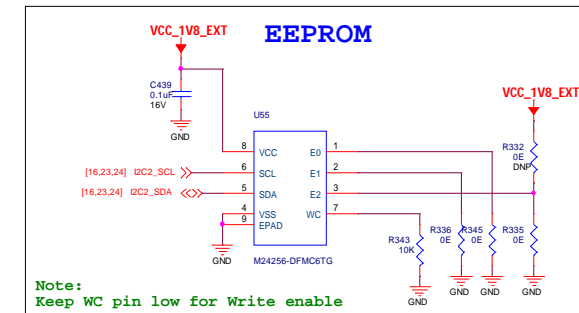 VCC_1V8_EXT
EEPROM
VCC_1V8_EXT
C439
0.1uF
16V
GND
U55
R332
0E
DNP
8 VCC E0 1
[16,23,24] I2C2_SCL 6 SCL E1 2
[16,23,24] I2C2_SDA 5 SDA E2 3
4 VSS WC 7
9 EPAD
R343
10K
R336
0E
R345
0E
R335
0E
GND
M24256-DFMC6TG
GND
GND
GND
GND
Note:
Keep WC pin low for Write enable